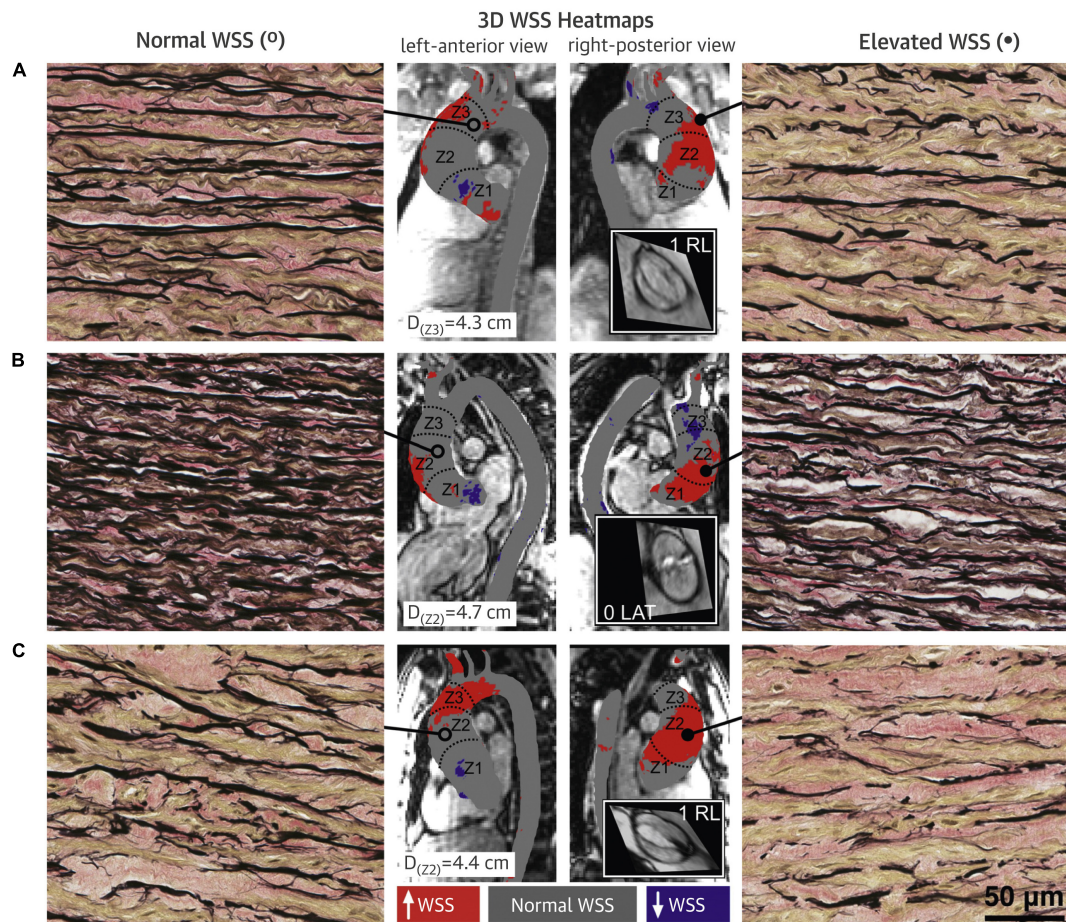 3D WSS Heatmaps
Normal WSS (o)
left-anterior view
right-posterior view
Elevated WSS (•)
A
Z3
Z2
Z1
D(Z3)=4.3 cm
Z3
Z2
Z1
1 RL
B
Z3
Z2
Z1
D(Z2)=4.7 cm
Z3
Z2
Z1
0 LAT
C
Z3
Z2
Z1
D(Z2)=4.4 cm
Z3
Z2
Z1
1 RL
↑ WSS
Normal WSS
↓ WSS
50 µm